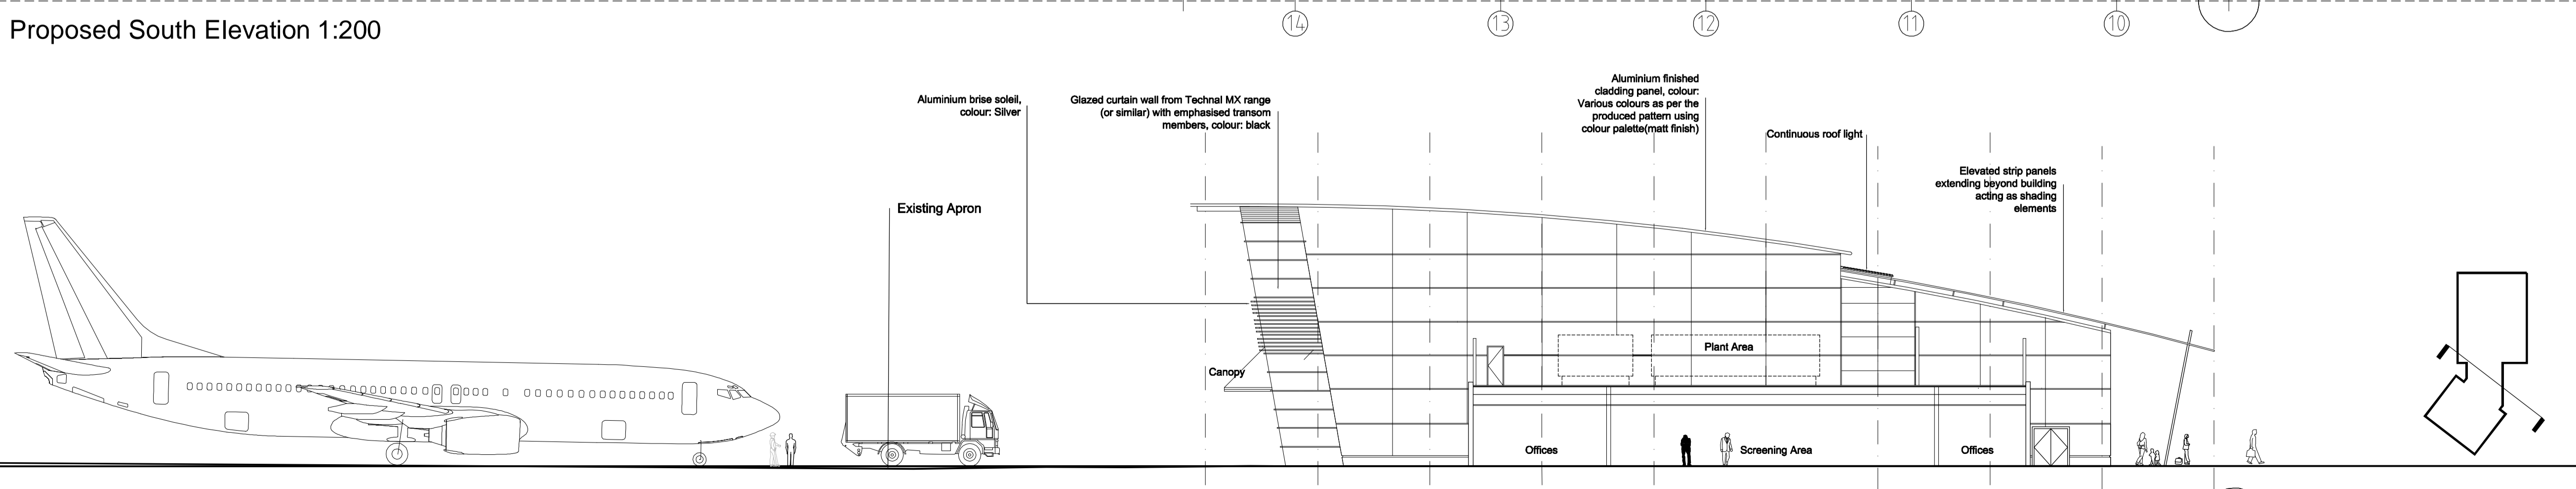 Proposed South Elevation 1:200
14
13
12
11
10
Aluminium brise soleil,
colour: Silver
Glazed curtain wall from Technal MX range
(or similar) with emphasised transom
members, colour: black
Aluminium finished
cladding panel, colour:
Various colours as per the
produced pattern using
colour palette(matt finish)
Continuous roof light
Elevated strip panels
extending beyond building
acting as shading
elements
Existing Apron
Canopy
Plant Area
Offices
Screening Area
Offices